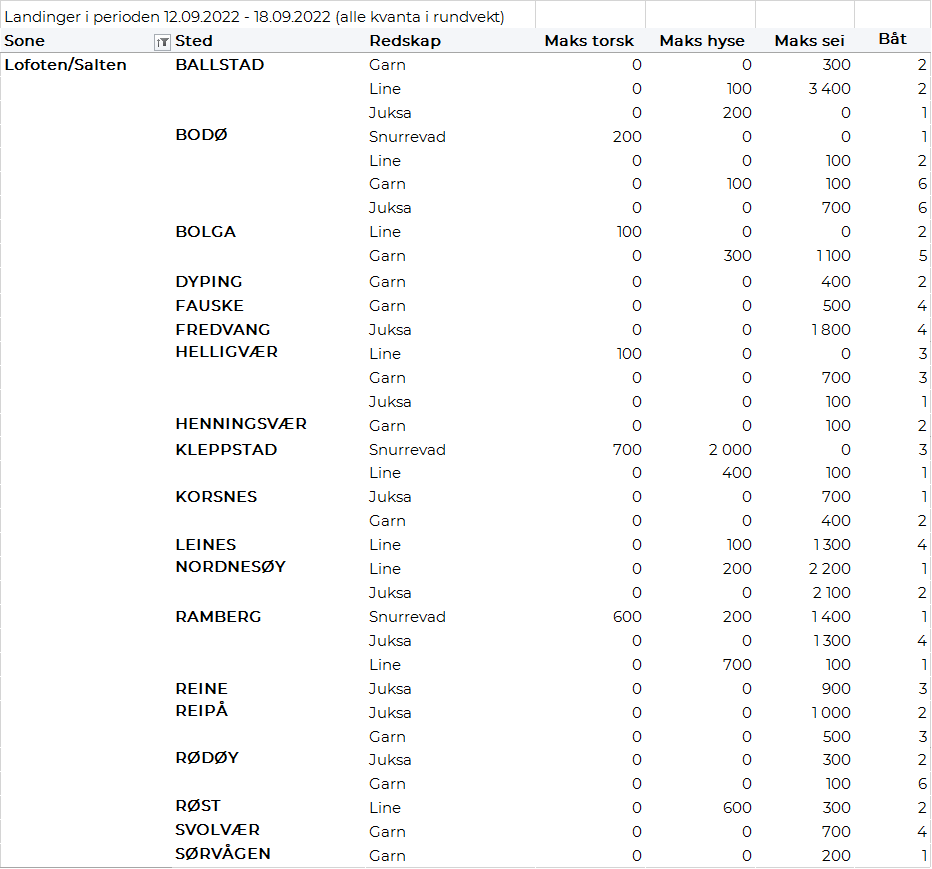 Landinger i perioden 12.09.2022 - 18.09.2022 (alle kvanta i rundvekt)
Sone Sted Redskap Maks torsk Maks hyse Maks sei Båt
Lofoten/Salten BALLSTAD Garn 0 0 300 2
Line 0 100 3 400 2
Juksa 0 200 0 1
BODØ Snurrevad 200 0 0 1
Line 0 0 100 2
Garn 0 100 100 6
Juksa 0 0 700 6
BOLGA Line 100 0 0 2
Garn 0 300 1 100 5
DYPING Garn 0 0 400 2
FAUSKE Garn 0 0 500 4
FREDVANG Juksa 0 0 1 800 4
HELLIGVÆR Line 100 0 0 3
Garn 0 0 700 3
Juksa 0 0 100 1
HENNINGSVÆR Garn 0 0 100 2
KLEPPSTAD Snurrevad 700 2 000 0 3
Line 0 400 100 1
KORSNES Juksa 0 0 700 1
Garn 0 0 400 2
LEINES Line 0 100 1 300 4
NORDNESØY Line 0 200 2 200 1
Juksa 0 0 2 100 2
RAMBERG Snurrevad 600 200 1 400 1
Juksa 0 0 1 300 4
Line 0 700 100 1
REINE Juksa 0 0 900 3
REIPÅ Juksa 0 0 1 000 2
Garn 0 0 500 3
RØDØY Juksa 0 0 300 2
Garn 0 0 100 6
RØST Line 0 600 300 2
SVOLVÆR Garn 0 0 700 4
SØRVÅGEN Garn 0 0 200 1